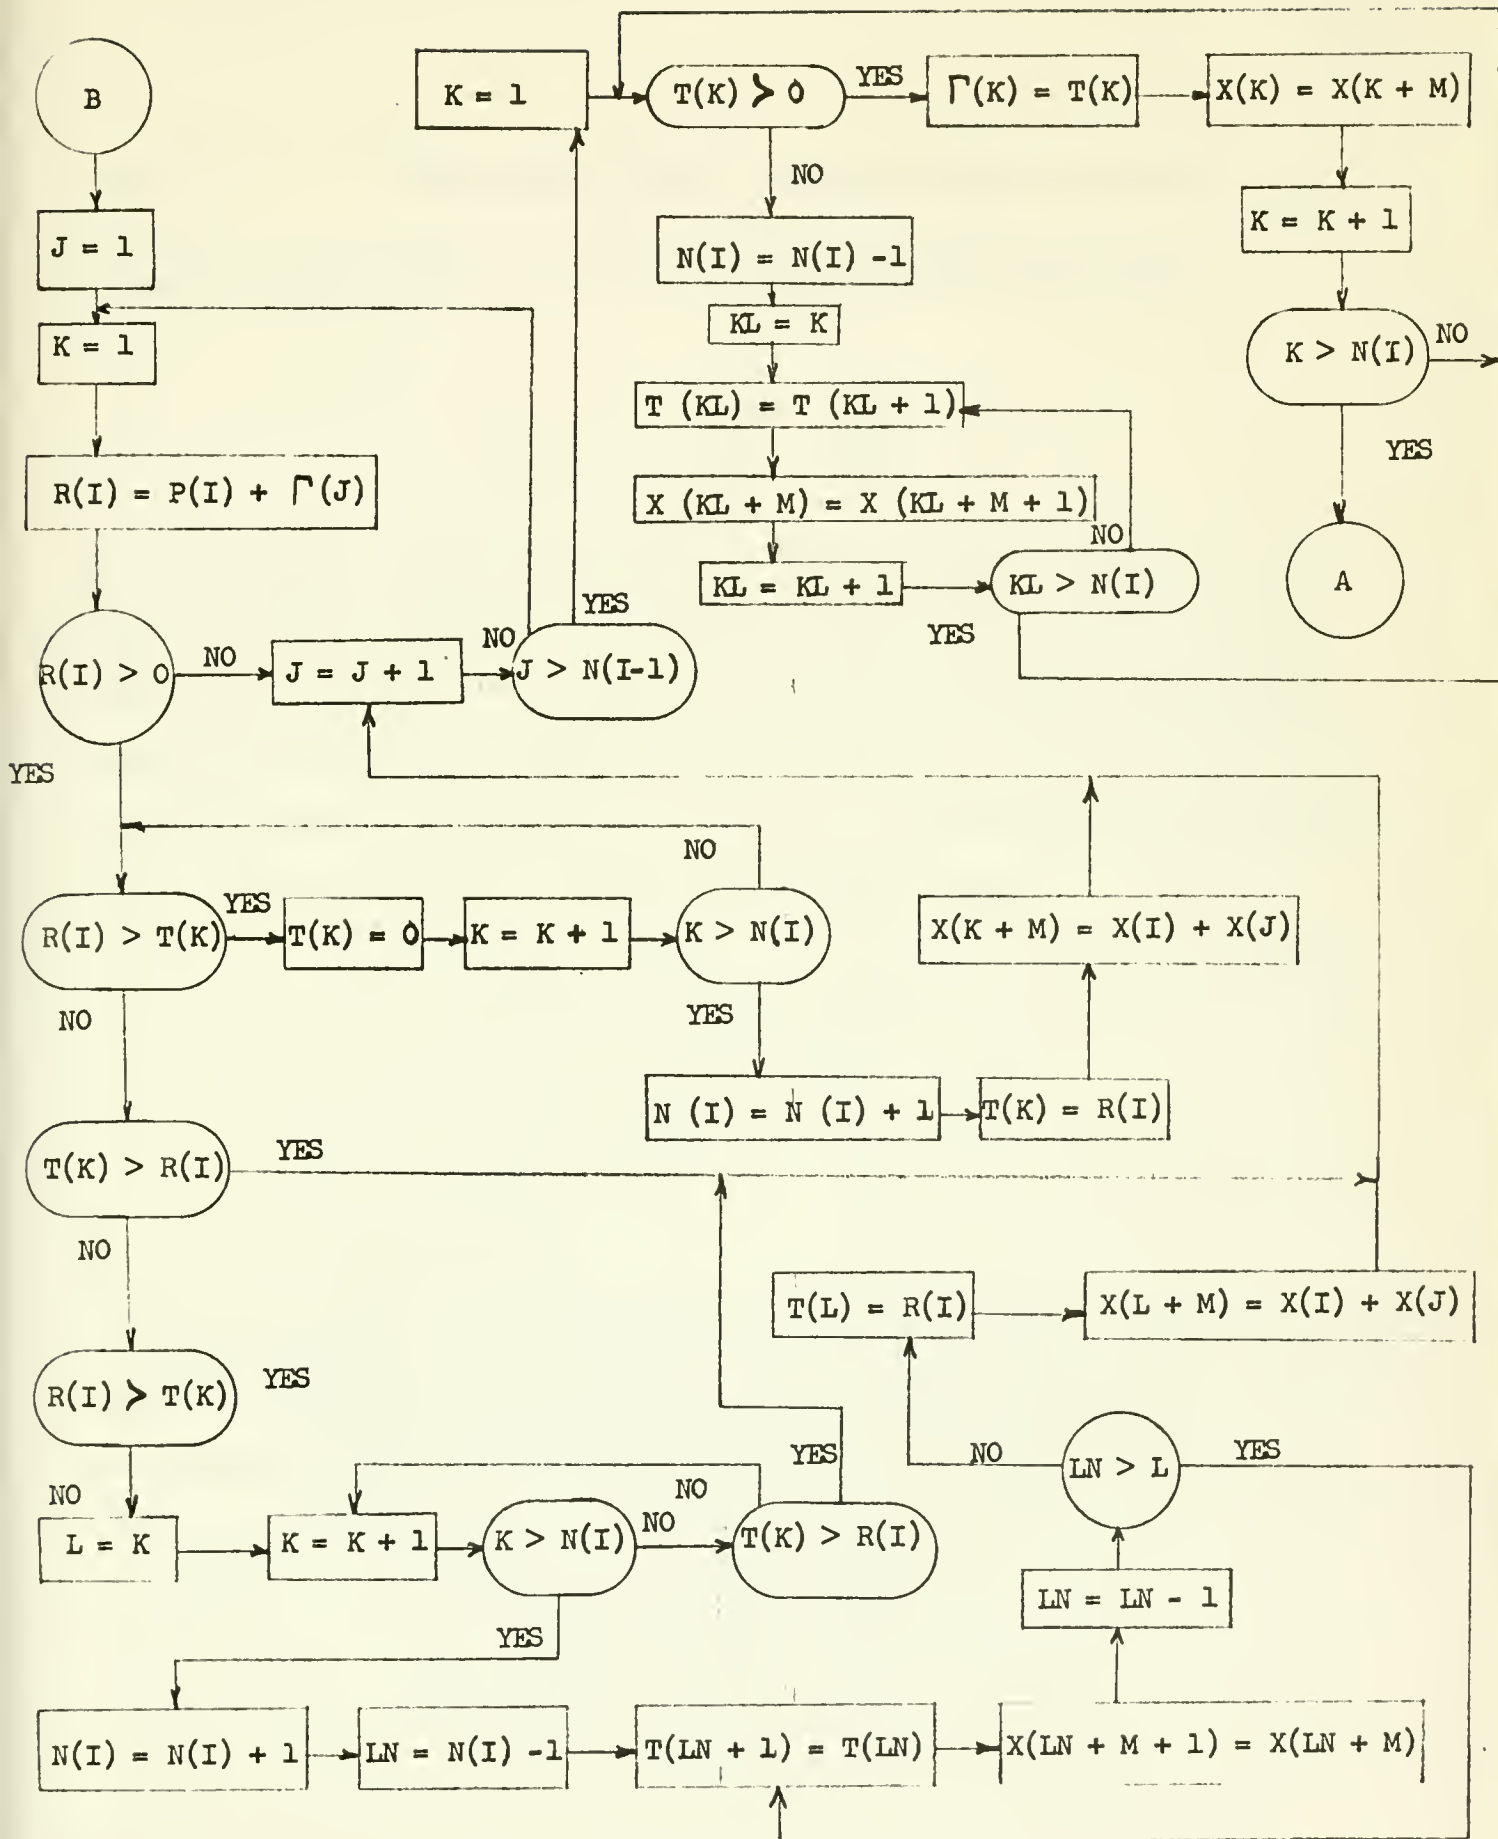 B
J = 1
K = 1
R(I) = P(I) + Γ(J)
R(I) > 0
NO
J = J + 1
NO
J > N(I-1)
YES
YES
K = 1
T(K) > 0
YES
Γ(K) = T(K)
X(K) = X(K + M)
NO
N(I) = N(I) -1
KL = K
T (KL) = T (KL + 1)
X (KL + M) = X (KL + M + 1)
NO
KL = KL + 1
KL > N(I)
YES
K = K + 1
K > N(I)
NO
YES
A
NO
R(I) > T(K)
YES
T(K) = 0
K = K + 1
K > N(I)
X(K + M) = X(I) + X(J)
NO
YES
N (I) = N (I) + 1
T(K) = R(I)
T(K) > R(I)
YES
NO
T(L) = R(I)
X(L + M) = X(I) + X(J)
R(I) > T(K)
YES
NO
L = K
K = K + 1
K > N(I)
NO
NO
T(K) > R(I)
YES
NO
LN > L
YES
LN = LN - 1
YES
N(I) = N(I) + 1
LN = N(I) -1
T(LN + 1) = T(LN)
X(LN + M + 1) = X(LN + M)